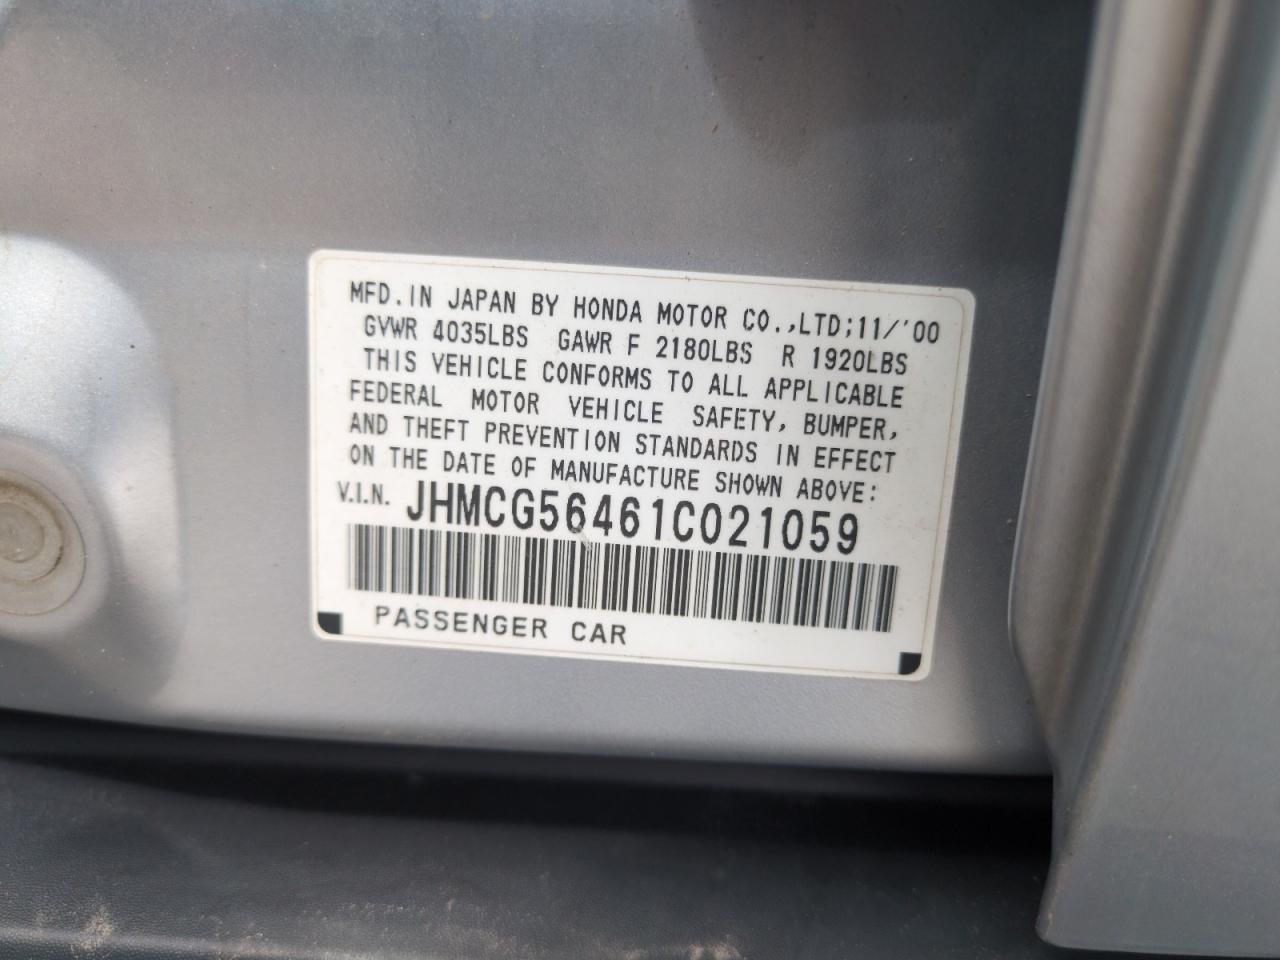 MFD.IN JAPAN BY HONDA MOTOR CO.,LTD;11/'00
GVWR 4035LBS GAWR F 2180LBS R 1920LBS
THIS VEHICLE CONFORMS TO ALL APPLICABLE
FEDERAL MOTOR VEHICLE SAFETY, BUMPER,
AND THEFT PREVENTION STANDARDS IN EFFECT
ON THE DATE OF MANUFACTURE SHOWN ABOVE:
V.I.N. JHMCG56461C021059
PASSENGER CAR